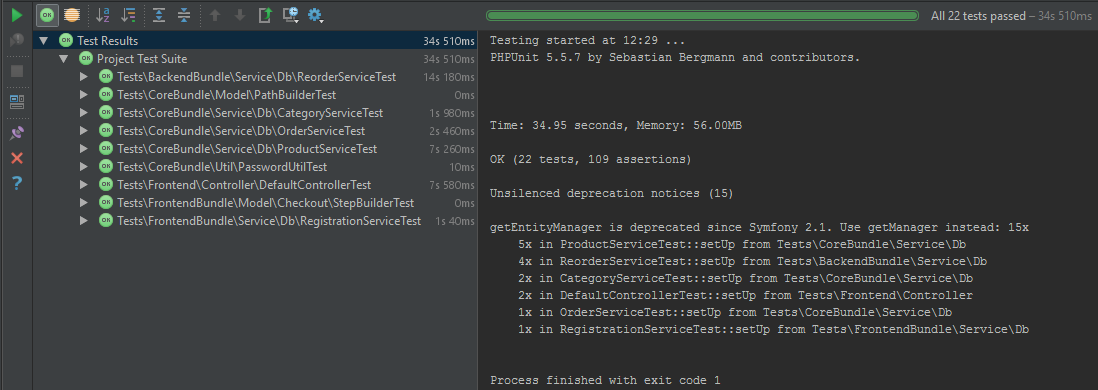 All 22 tests passed – 34s 510ms
Test Results 34s 510ms
Project Test Suite 34s 510ms
OK Tests\BackendBundle\Service\Db\ReorderServiceTest 14s 180ms
OK Tests\CoreBundle\Model\PathBuilderTest 0ms
OK Tests\CoreBundle\Service\Db\CategoryServiceTest 1s 980ms
OK Tests\CoreBundle\Service\Db\OrderServiceTest 2s 460ms
OK Tests\CoreBundle\Service\Db\ProductServiceTest 7s 260ms
OK Tests\CoreBundle\Util\PasswordUtilTest 10ms
OK Tests\Frontend\Controller\DefaultControllerTest 7s 580ms
OK Tests\FrontendBundle\Model\Checkout\StepBuilderTest 0ms
OK Tests\FrontendBundle\Service\Db\RegistrationServiceTest 1s 40ms
Testing started at 12:29 ...
PHPUnit 5.5.7 by Sebastian Bergmann and contributors.
Time: 34.95 seconds, Memory: 56.00MB
OK (22 tests, 109 assertions)
Unsilenced deprecation notices (15)
getEntityManager is deprecated since Symfony 2.1. Use getManager instead: 15x
5x in ProductServiceTest::setUp from Tests\CoreBundle\Service\Db
4x in ReorderServiceTest::setUp from Tests\BackendBundle\Service\Db
2x in CategoryServiceTest::setUp from Tests\CoreBundle\Service\Db
2x in DefaultControllerTest::setUp from Tests\Frontend\Controller
1x in OrderServiceTest::setUp from Tests\CoreBundle\Service\Db
1x in RegistrationServiceTest::setUp from Tests\FrontendBundle\Service\Db
Process finished with exit code 1